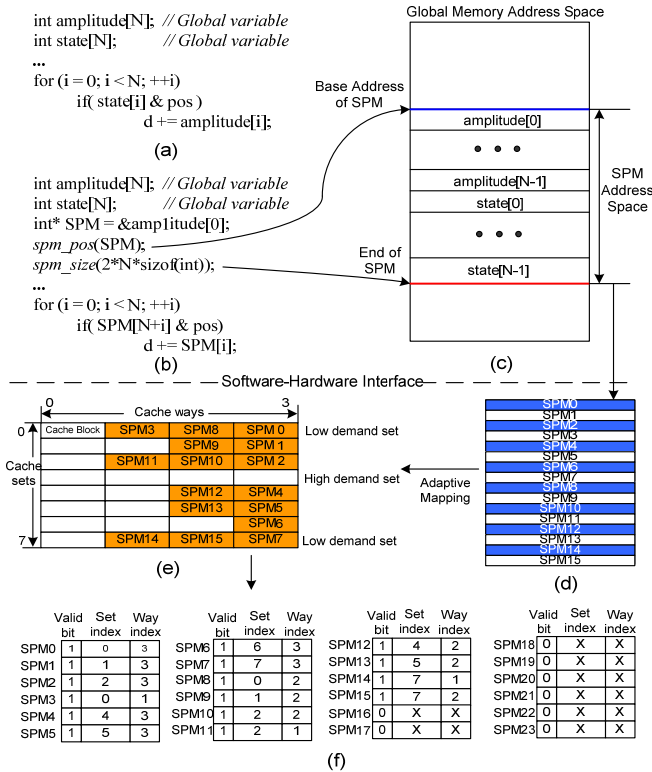 int amplitude[N]; // Global variable
int state[N]; // Global variable
...
for (i = 0; i < N; ++i)
if( state[i] & pos )
d += amplitude[i];
(a)
int amplitude[N]; // Global variable
int state[N]; // Global variable
int* SPM = &amp1itude[0];
spm_pos(SPM);
spm_size(2*N*sizof(int));
...
for (i = 0; i < N; ++i)
if( SPM[N+i] & pos )
d += SPM[i];
(b)
Global Memory Address Space
Base Address
of SPM
amplitude[0]
amplitude[N-1]
state[0]
state[N-1]
End of
SPM
SPM
Address
Space
(c)
Software-Hardware Interface
0 3
Cache ways
0
Cache
sets
7
Cache Block SPM3 SPM8 SPM 0
SPM9 SPM 1
SPM11 SPM10 SPM 2
SPM12 SPM4
SPM13 SPM5
SPM6
SPM14 SPM15 SPM7
Low demand set
High demand set
Low demand set
(e)
Adaptive
Mapping
SPM0
SPM1
SPM2
SPM3
SPM4
SPM5
SPM6
SPM7
SPM8
SPM9
SPM10
SPM11
SPM12
SPM13
SPM14
SPM15
(d)
Valid Set Way
bit index index
SPM0 1 0 3
SPM1 1 1 3
SPM2 1 2 3
SPM3 1 0 1
SPM4 1 4 3
SPM5 1 5 3
Valid Set Way
bit index index
SPM6 1 6 3
SPM7 1 7 3
SPM8 1 0 2
SPM9 1 1 2
SPM10 1 2 2
SPM11 1 2 1
Valid Set Way
bit index index
SPM12 1 4 2
SPM13 1 5 2
SPM14 1 7 1
SPM15 1 7 2
SPM16 0 X X
SPM17 0 X X
Valid Set Way
bit index index
SPM18 0 X X
SPM19 0 X X
SPM20 0 X X
SPM21 0 X X
SPM22 0 X X
SPM23 0 X X
(f)